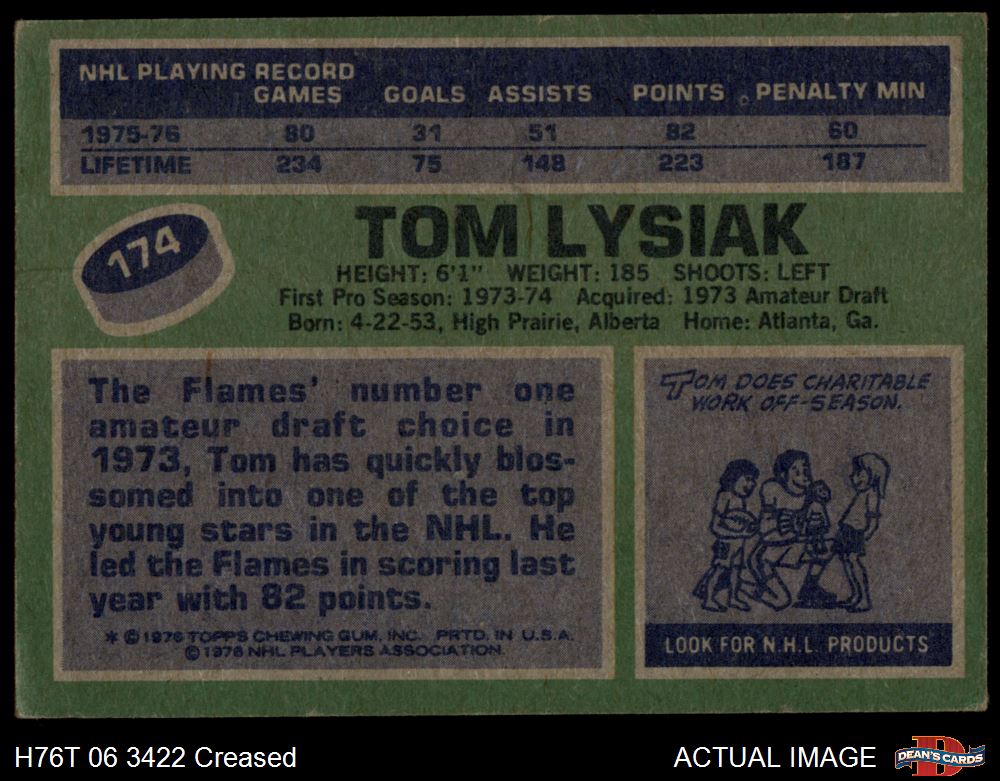 NHL PLAYING RECORD
GAMES GOALS ASSISTS POINTS PENALTY MIN
1975-76 80 31 51 82 60
LIFETIME 234 75 148 223 187
174
TOM LYSIAK
HEIGHT: 6'1" WEIGHT: 185 SHOOTS: LEFT
First Pro Season: 1973-74 Acquired: 1973 Amateur Draft
Born: 4-22-53, High Prairie, Alberta Home: Atlanta, Ga.
The Flames' number one
amateur draft choice in
1973, Tom has quickly blos-
somed into one of the top
young stars in the NHL. He
led the Flames in scoring last
year with 82 points.
* © 1976 TOPPS CHEWING GUM, INC. PRTD. IN U.S.A.
© 1976 NHL PLAYERS ASSOCIATION.
TOM DOES CHARITABLE
WORK OFF-SEASON.
LOOK FOR N.H.L. PRODUCTS
H76T 06 3422 Creased
ACTUAL IMAGE
DEAN'S CARDS